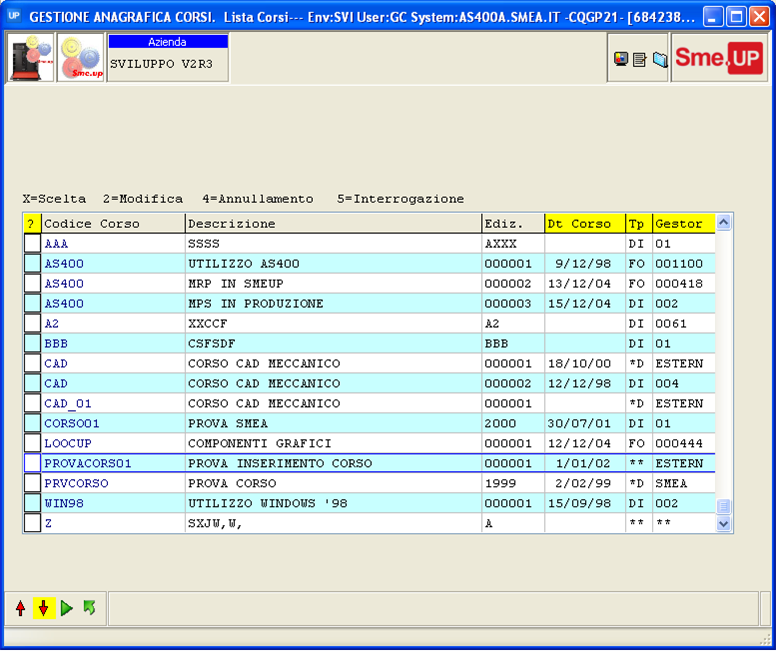 UP GESTIONE ANAGRAFICA CORSI. Lista Corsi--- Env:SVI User:GC System:AS400A.SMEA.IT -CQGP21- [684238...
Sme.up
Azienda
SVILUPPO V2R3
Sme.UP
X=Scelta 2=Modifica 4=Annullamento 5=Interrogazione
? Codice Corso Descrizione Ediz. Dt Corso Tp Gestor
AAA SSSS AXXX DI 01
AS400 UTILIZZO AS400 000001 9/12/98 FO 001100
AS400 MRP IN SMEUP 000002 13/12/04 FO 000418
AS400 MPS IN PRODUZIONE 000003 15/12/04 DI 002
A2 XXCCF A2 DI 0061
BBB CSFSDF BBB DI 01
CAD CORSO CAD MECCANICO 000001 18/10/00 *D ESTERN
CAD CORSO CAD MECCANICO 000002 12/12/98 DI 004
CAD_01 CORSO CAD MECCANICO 000001 *D ESTERN
CORSO01 PROVA SMEA 2000 30/07/01 DI 01
LOOCUP COMPONENTI GRAFICI 000001 12/12/04 FO 000444
PROVACORSO1 PROVA INSERIMENTO CORSO 000001 1/01/02 ** ESTERN
PRVCORSO PROVA CORSO 1999 2/02/99 *D SMEA
WIN98 UTILIZZO WINDOWS '98 000001 15/09/98 DI 002
Z SXJW,W, A ** **